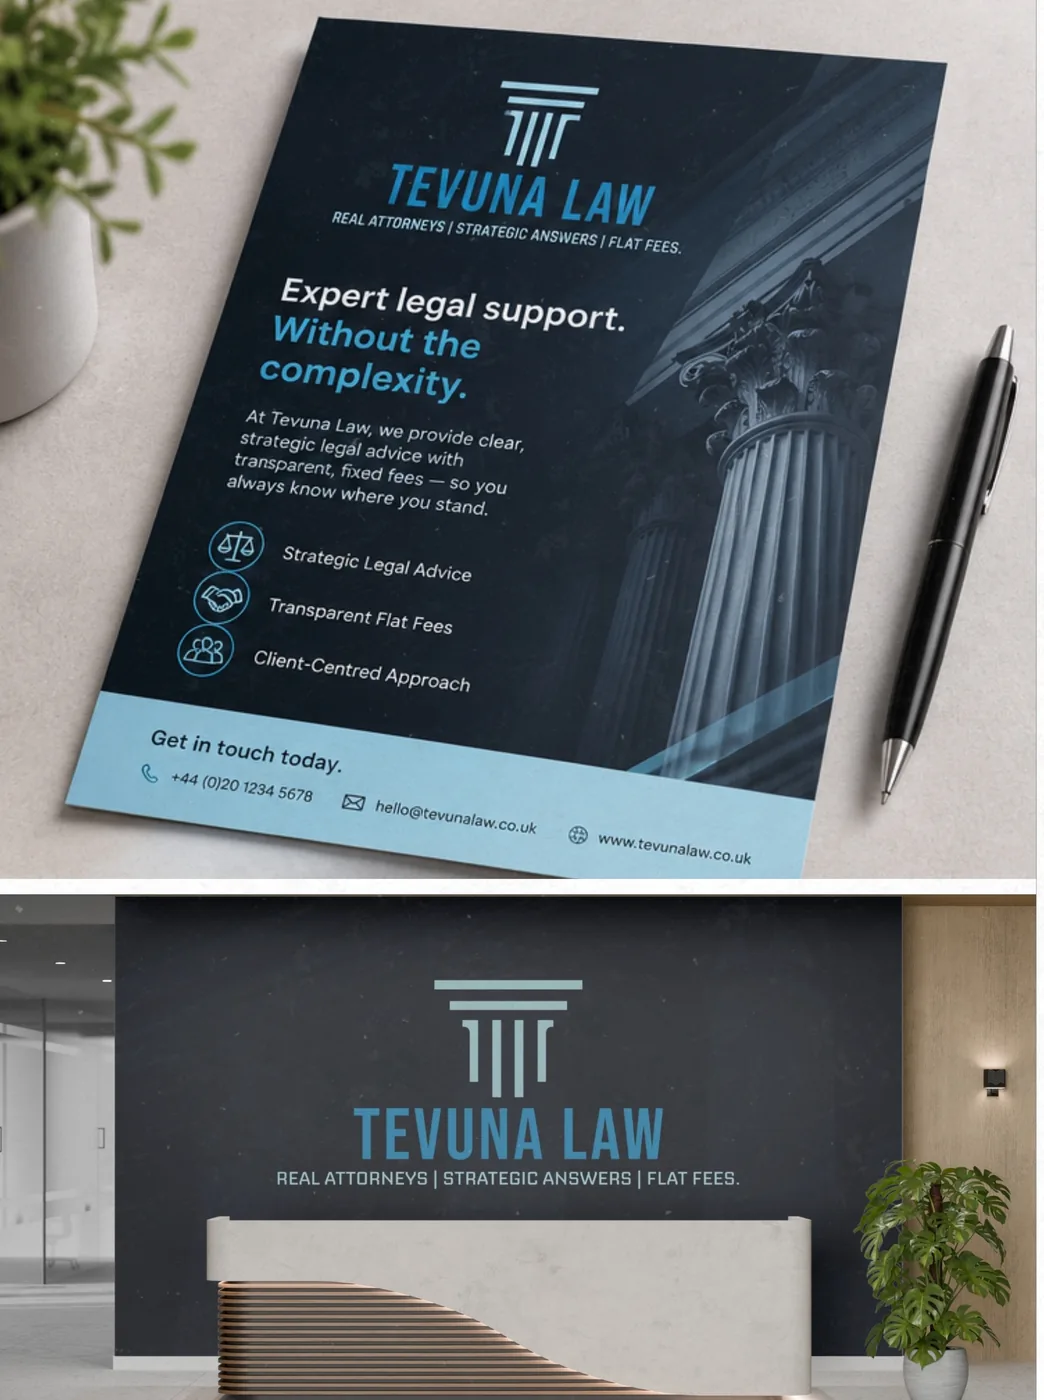 TEVUNA LAW
REAL ATTORNEYS | STRATEGIC ANSWERS | FLAT FEES.
Expert legal support.
Without the
complexity.
At Tevuna Law, we provide clear,
strategic legal advice with
transparent, fixed fees — so you
always know where you stand.
Strategic Legal Advice
Transparent Flat Fees
Client-Centred Approach
Get in touch today.
+44 (0)20 1234 5678
hello@tevunalaw.co.uk
www.tevunalaw.co.uk
TEVUNA LAW
REAL ATTORNEYS | STRATEGIC ANSWERS | FLAT FEES.